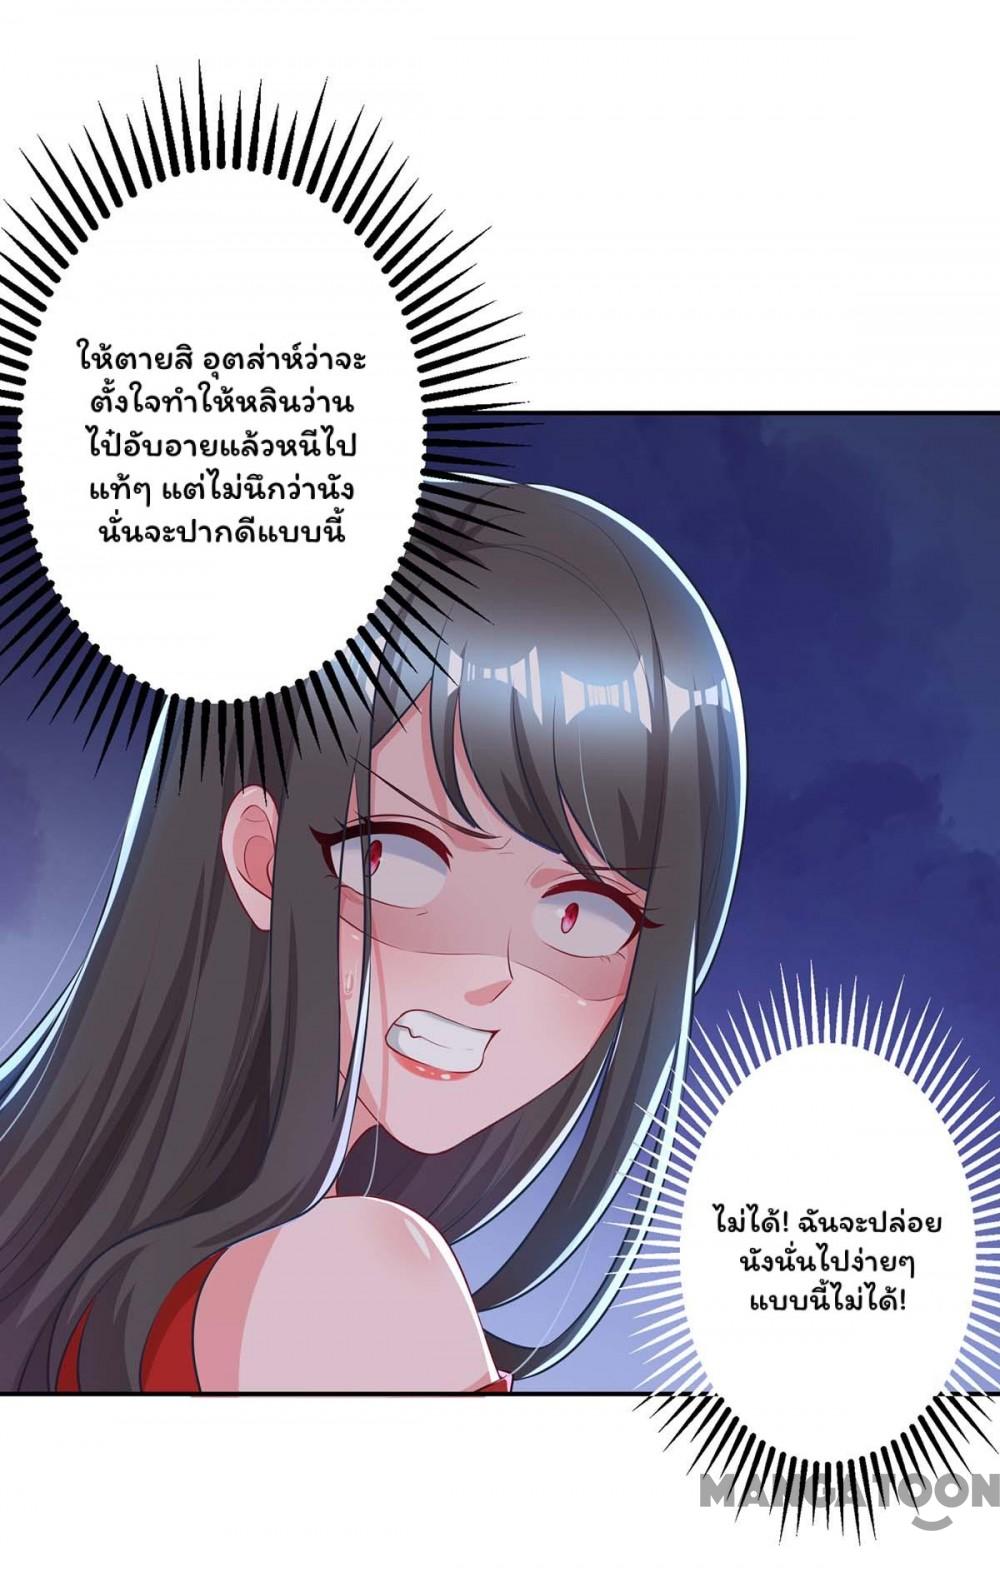 ให้ตายสิ อุตส่าห์ว่าจะ
ตั้งใจทำให้หลินว่าน
ไป๋อับอายแล้วหนีไป
แท้ๆ แต่ไม่นึกว่านัง
นั่นจะปากดีแบบนี้
ไม่ได้! ฉันจะปล่อย
นังนั่นไปง่ายๆ
แบบนี้ไม่ได้!
MANGATOON